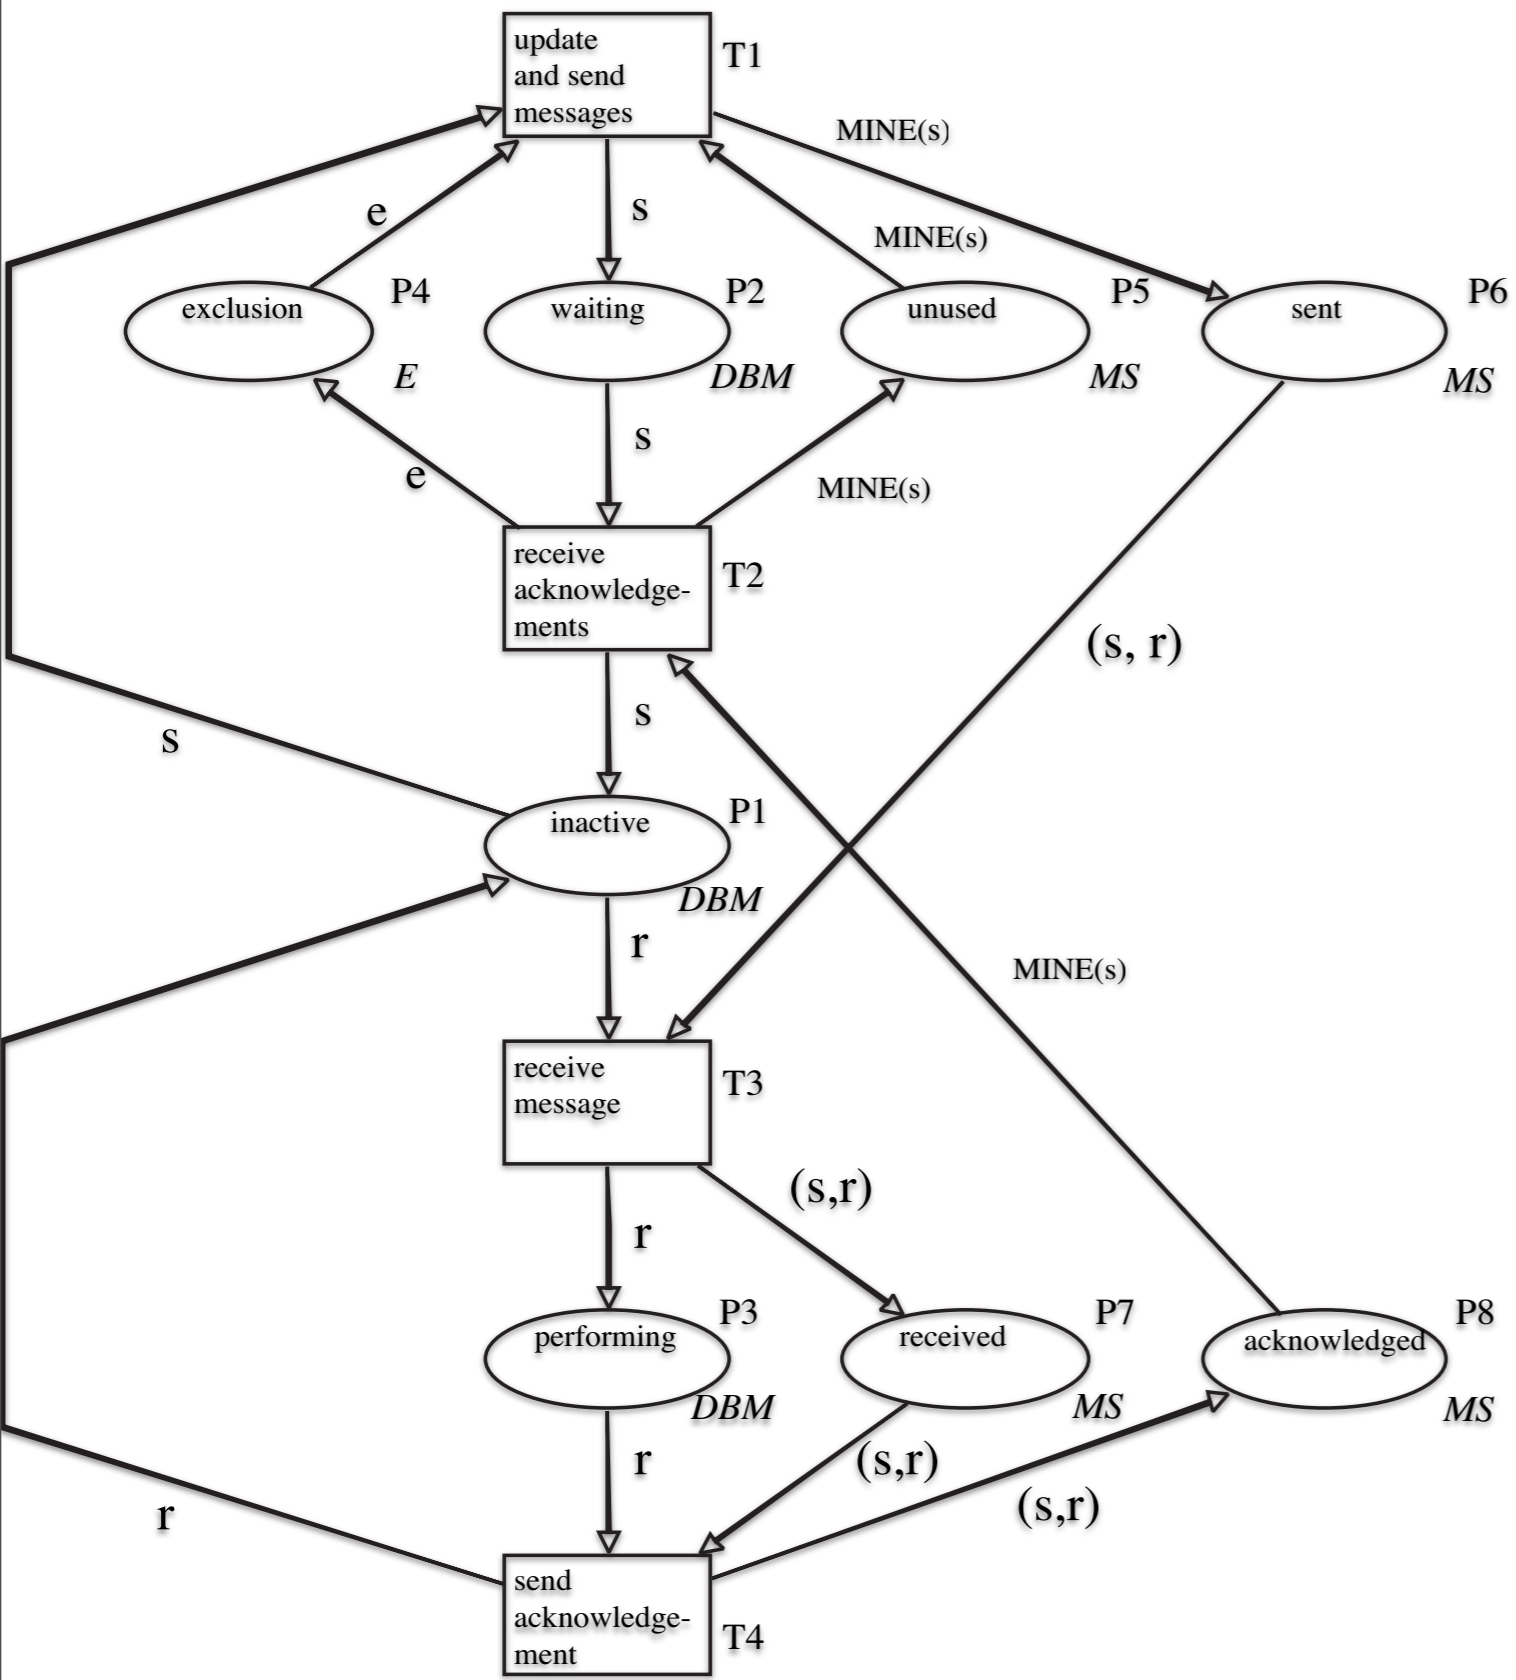 update
and send
messages
T1
MINE(s)
e
s
MINE(s)
exclusion
P4
E
waiting
P2
DBM
unused
P5
MS
sent
P6
MS
e
s
MINE(s)
receive
acknowledge-
ments
T2
(s, r)
s
s
inactive
P1
DBM
r
MINE(s)
receive
message
T3
(s,r)
r
performing
P3
DBM
received
P7
MS
acknowledged
P8
MS
r
(s,r)
(s,r)
r
send
acknowledge-
ment
T4